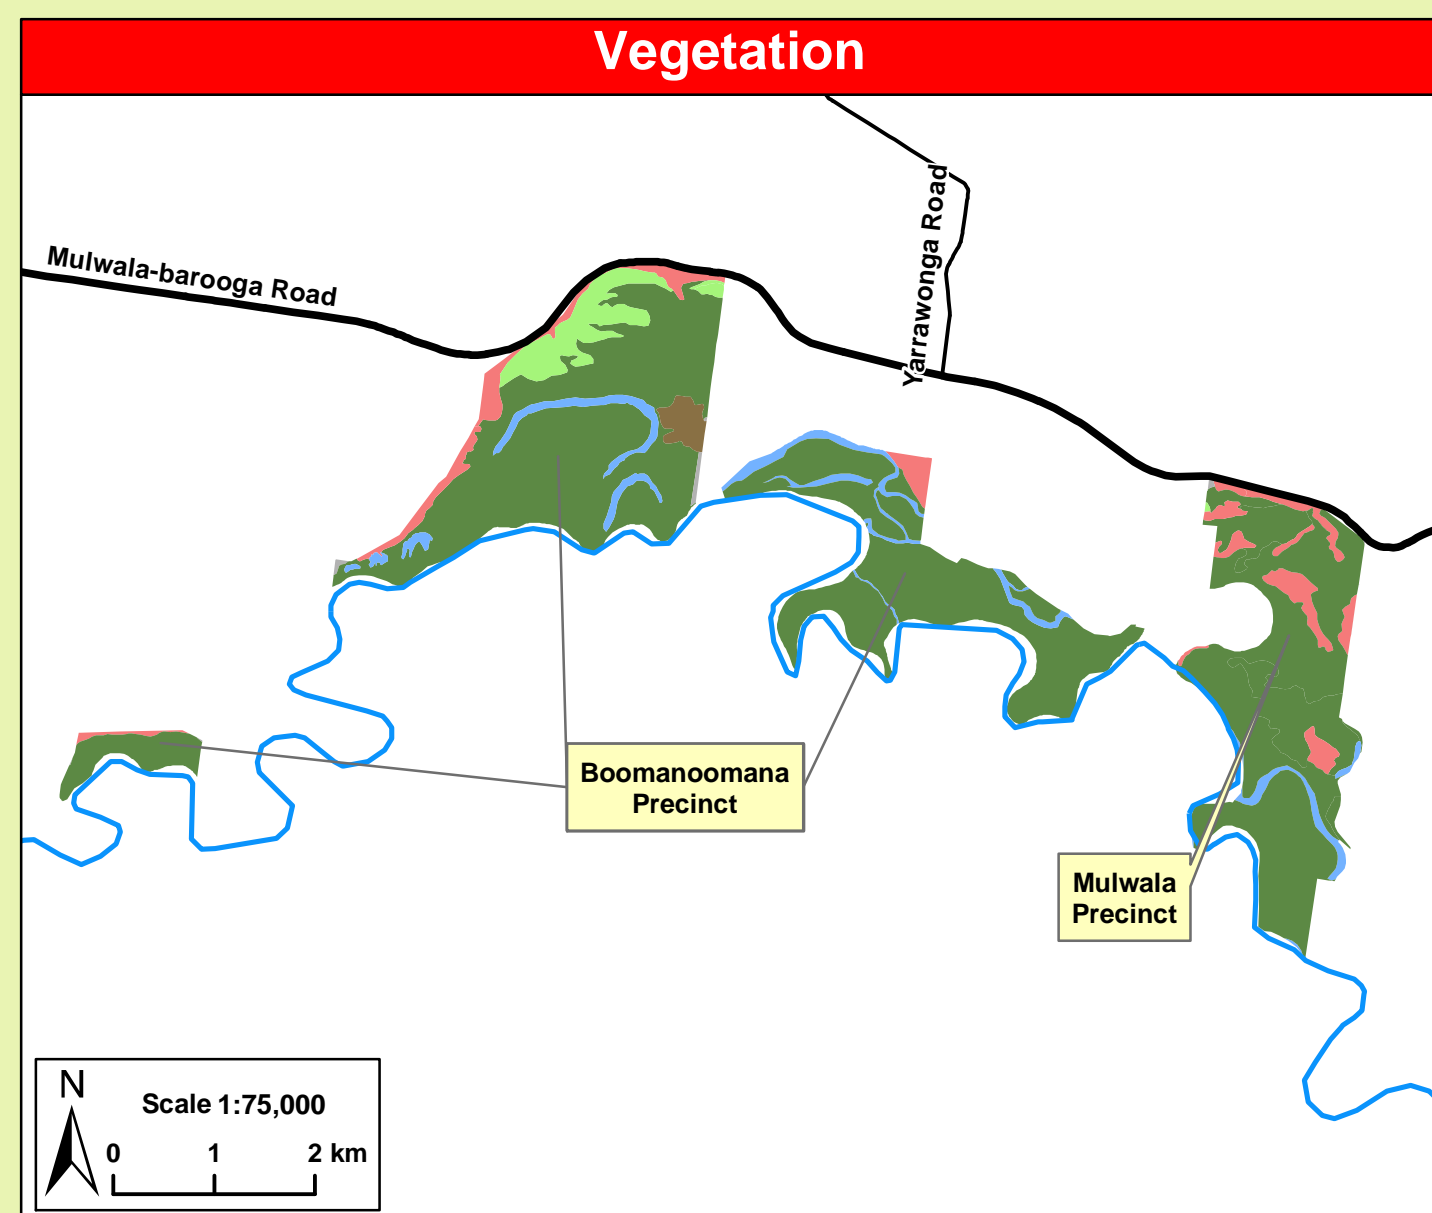 Vegetation
Mulwala-barooga Road
Yarrawonga Road
Boomanoomana
Precinct
Mulwala
Precinct
N
Scale 1:75,000
0 1 2 km